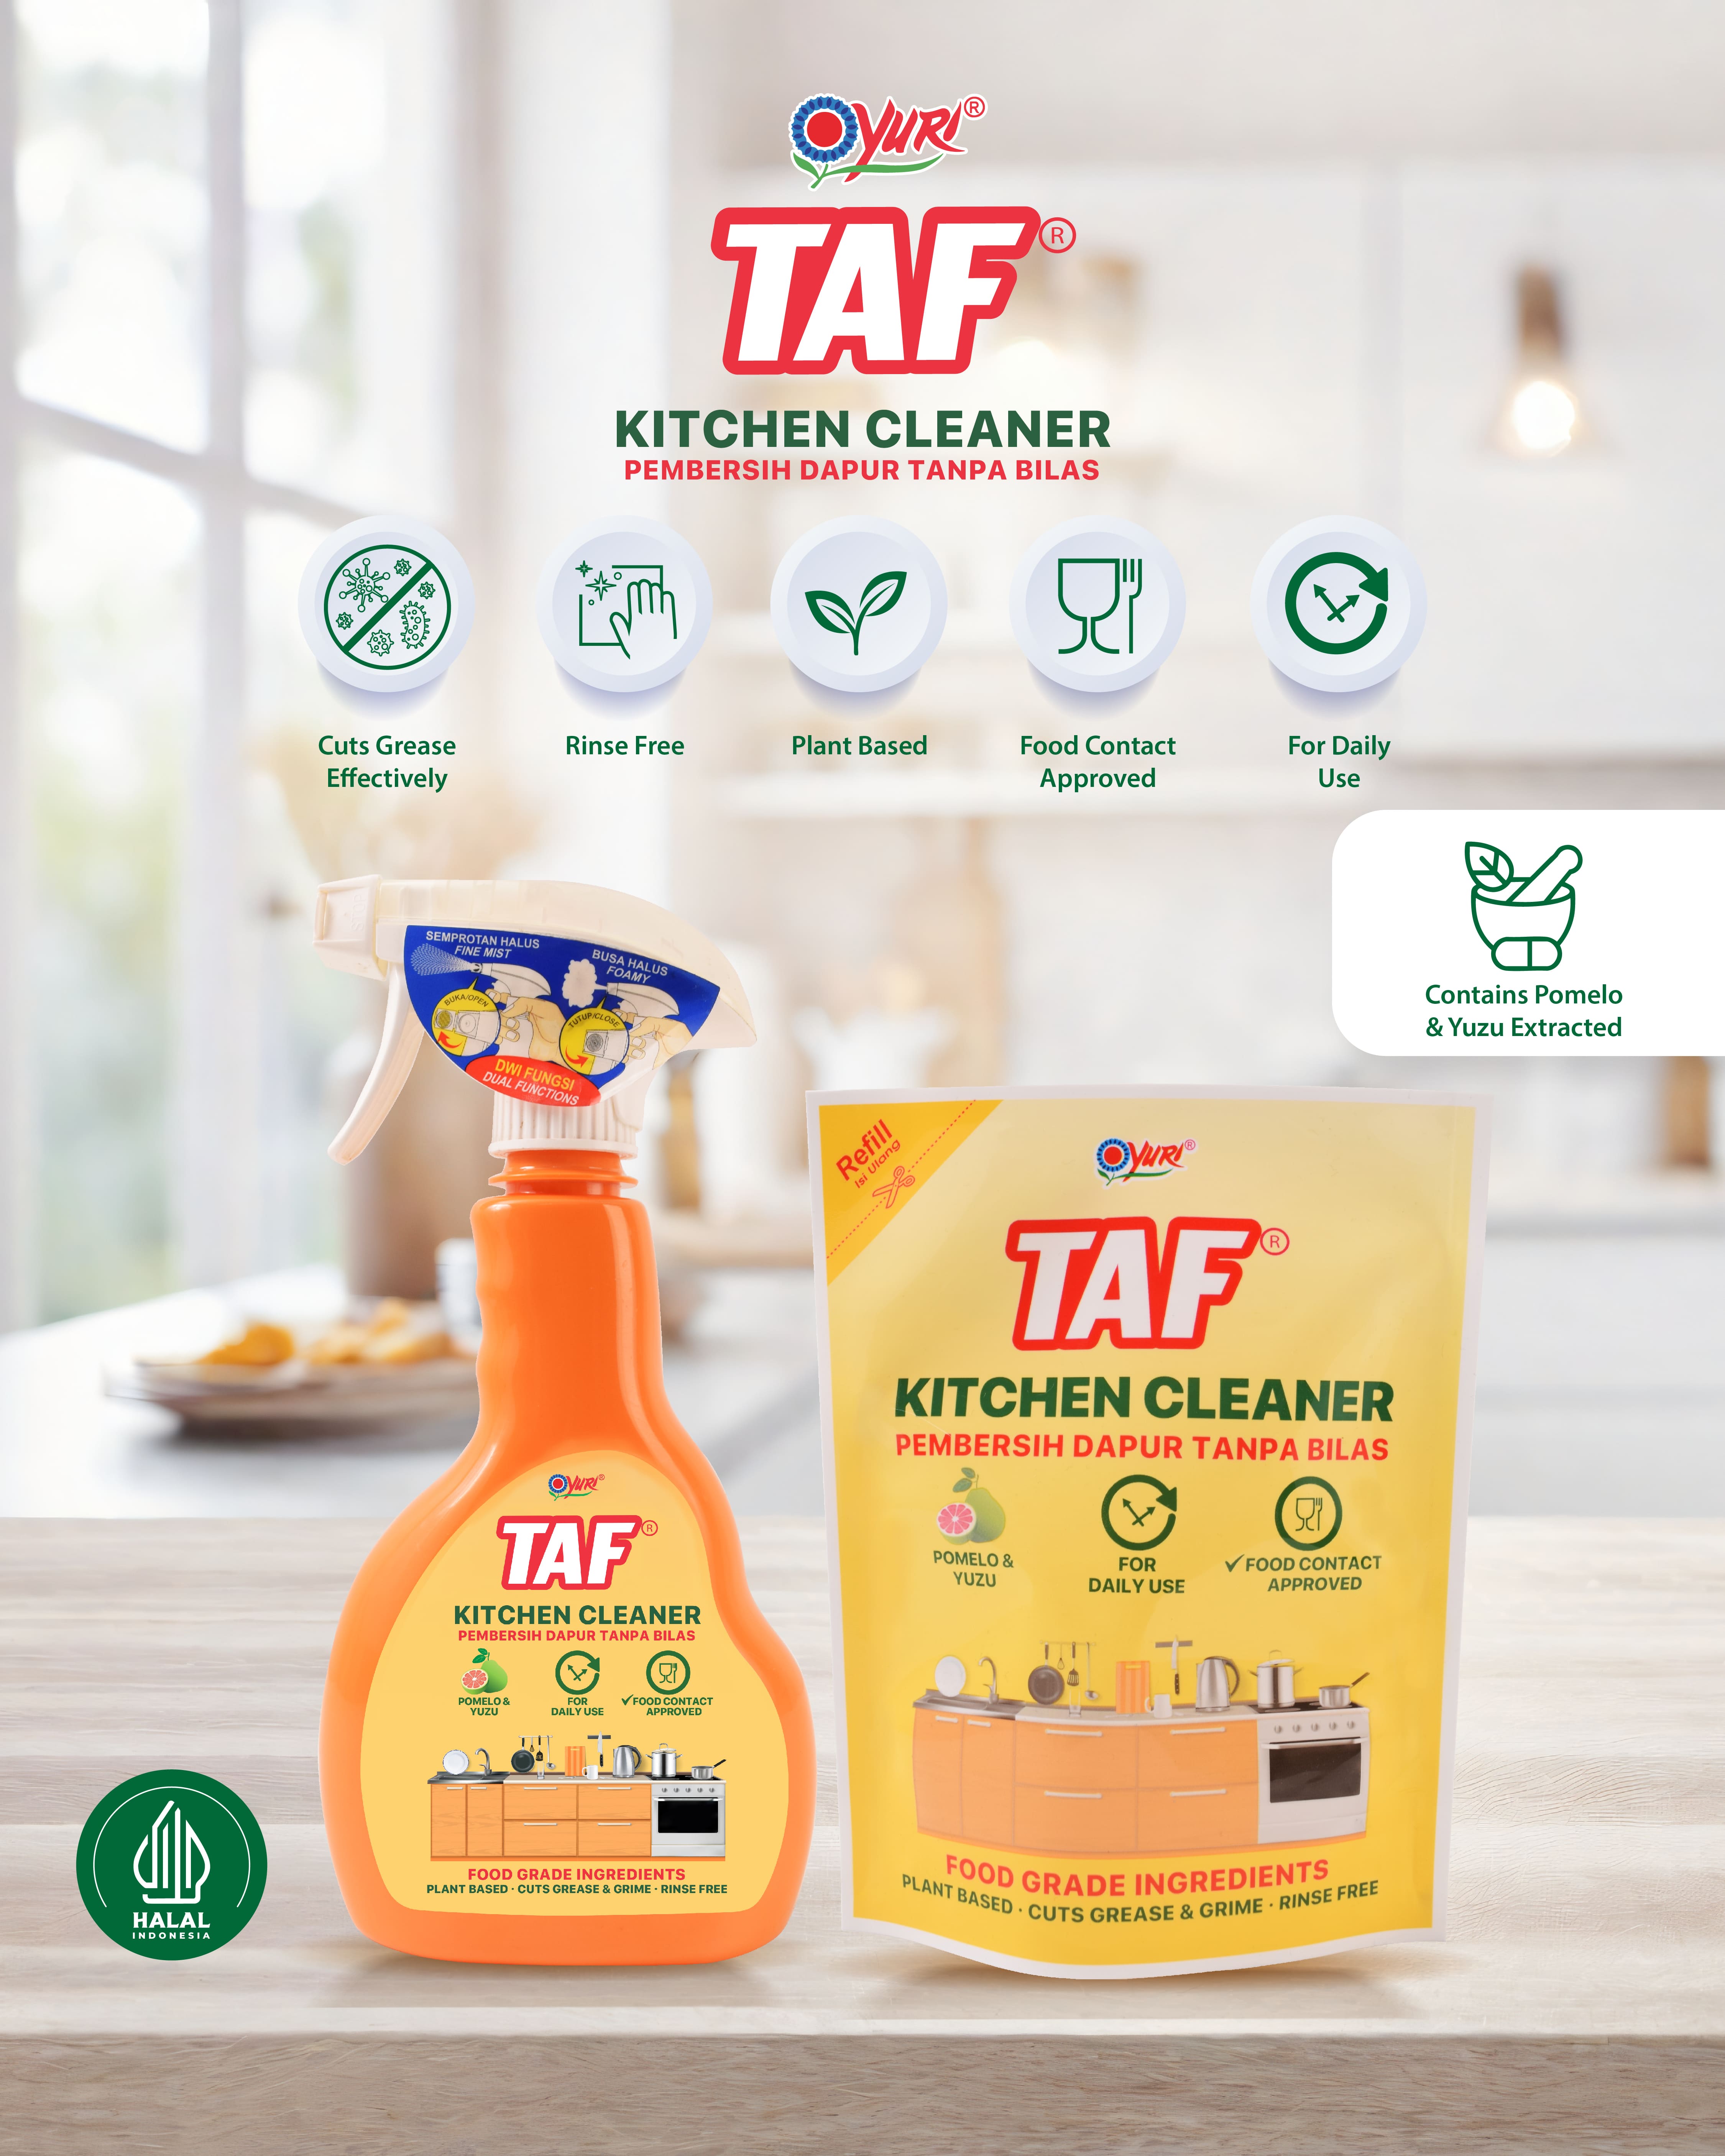 YURI®
TAF®
KITCHEN CLEANER
PEMBERSIH DAPUR TANPA BILAS
Cuts Grease
Effectively
Rinse Free
Plant Based
Food Contact
Approved
For Daily
Use
Contains Pomelo
& Yuzu Extracted
SEMPROTAN HALUS
FINE MIST
BUSA HALUS
FOAMY
BUKA/OPEN
TUTUP/CLOSE
DWI FUNGSI
DUAL FUNCTIONS
YURI®
TAF®
KITCHEN CLEANER
PEMBERSIH DAPUR TANPA BILAS
POMELO &
YUZU
FOR
DAILY USE
✓FOOD CONTACT
APPROVED
FOOD GRADE INGREDIENTS
PLANT BASED · CUTS GREASE & GRIME · RINSE FREE
Refill
Isi Ulang
YURI®
TAF®
KITCHEN CLEANER
PEMBERSIH DAPUR TANPA BILAS
POMELO &
YUZU
FOR
DAILY USE
✓FOOD CONTACT
APPROVED
FOOD GRADE INGREDIENTS
PLANT BASED · CUTS GREASE & GRIME · RINSE FREE
HALAL
INDONESIA